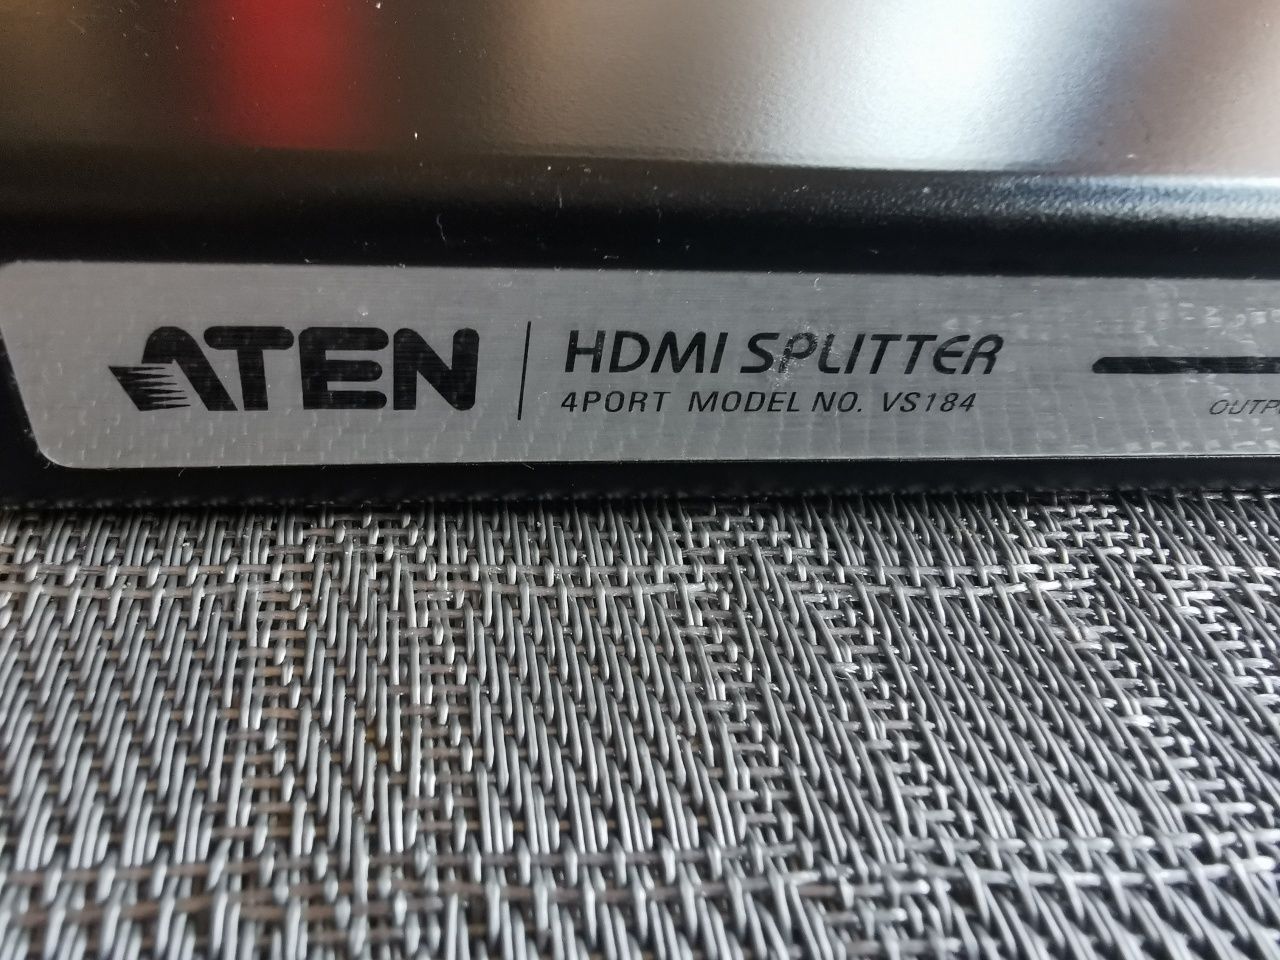 ATEN
HDMI SPLITTER
4PORT MODEL NO. VS184